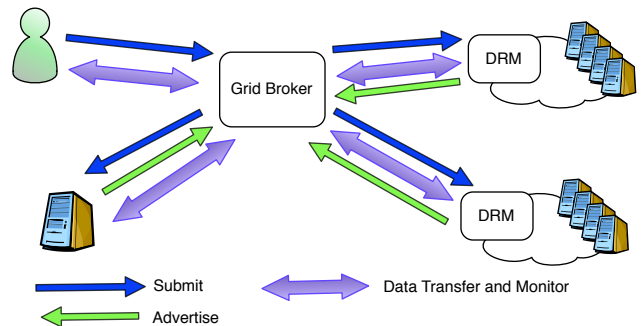 DRM
Grid Broker
DRM
Submit
Data Transfer and Monitor
Advertise